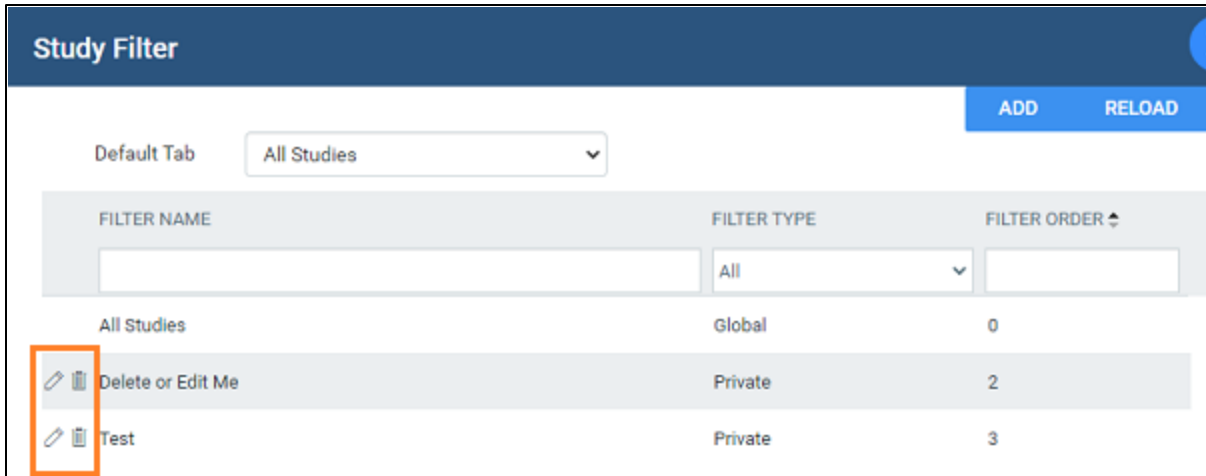 Study Filter
ADD RELOAD
Default Tab All Studies
FILTER NAME FILTER TYPE FILTER ORDER
All
All Studies Global 0
Delete or Edit Me Private 2
Test Private 3